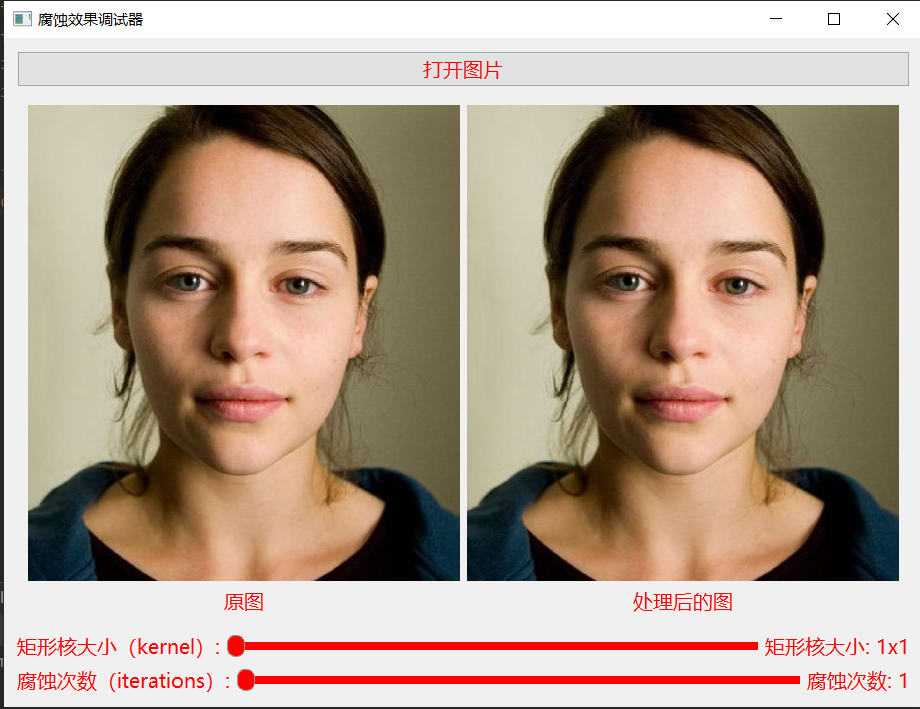 腐蚀效果调试器
打开图片
原图
处理后的图
矩形核大小（kernel）: 矩形核大小: 1x1
腐蚀次数（iterations）: 腐蚀次数: 1